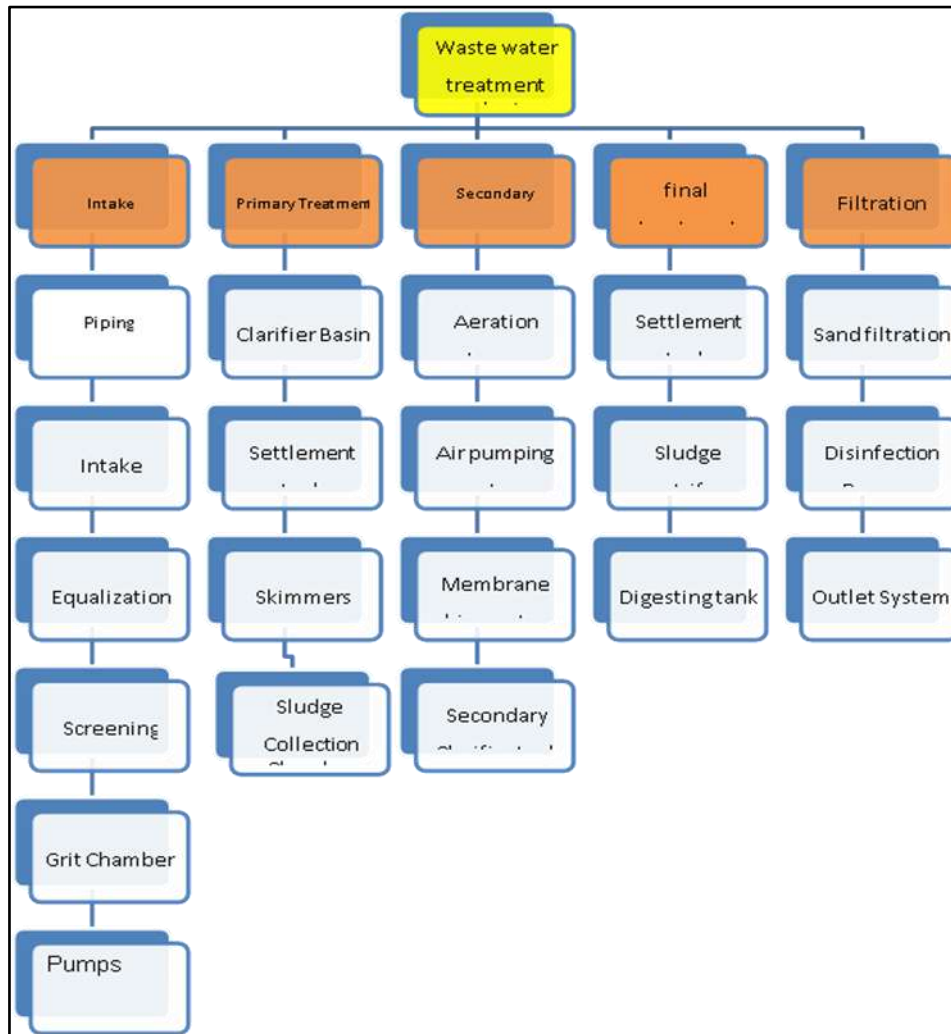 Waste water
treatment
Intake
Primary Treatment
Secondary
final
Filtration
Piping
Clarifier Basin
Aeration
Settlement
Sand filtration
Intake
Settlement
Air pumping
Sludge
Disinfection
Equalization
Skimmers
Membrane
Digesting tank
Outlet System
Screening
Sludge
Collection
Secondary
Grit Chamber
Pumps